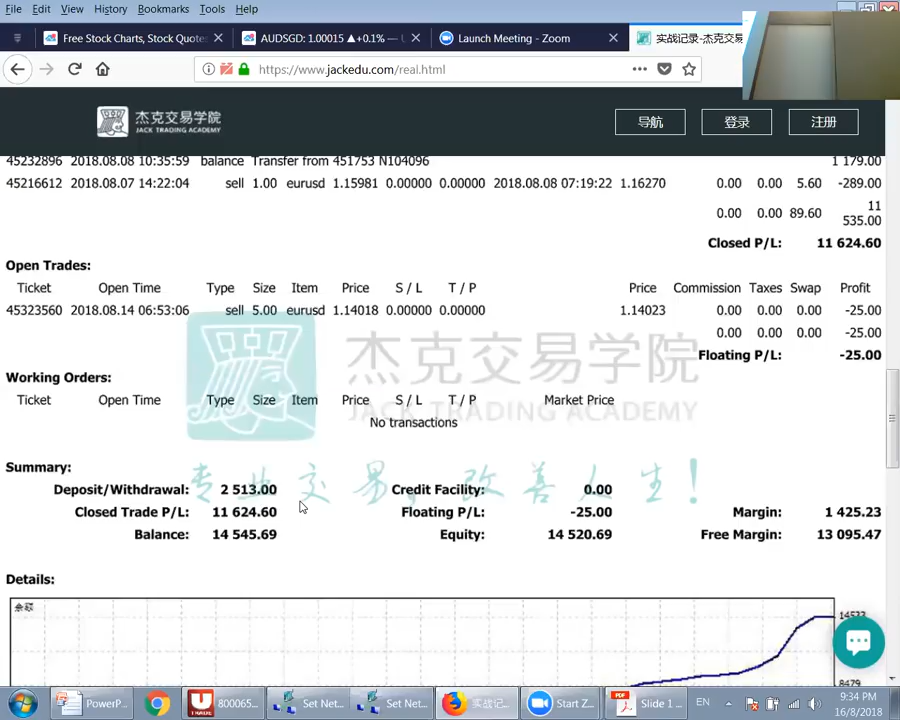 File Edit View History Bookmarks Tools Help
Free Stock Charts, Stock Quotes
AUDSGD: 1.00015 ▲+0.1% —
Launch Meeting - Zoom
实战记录-杰克交易
https://www.jackedu.com/real.html
杰克交易学院
JACK TRADING ACADEMY
导航 登录 注册
45232896 2018.08.08 10:35:59 balance Transfer from 451753 N104096 1 179.00
45216612 2018.08.07 14:22:04 sell 1.00 eurusd 1.15981 0.00000 0.00000 2018.08.08 07:19:22 1.16270 0.00 0.00 5.60 -289.00
0.00 0.00 89.60 11 535.00
Closed P/L: 11 624.60
Open Trades:
Ticket Open Time Type Size Item Price S / L T / P Price Commission Taxes Swap Profit
45323560 2018.08.14 06:53:06 sell 5.00 eurusd 1.14018 0.00000 0.00000 1.14023 0.00 0.00 0.00 -25.00
0.00 0.00 0.00 -25.00
Floating P/L: -25.00
杰克交易学院
JACK TRADING ACADEMY
Working Orders:
Ticket Open Time Type Size Item Price S / L T / P Market Price
No transactions
Summary:
专业交易，改善人生！
Deposit/Withdrawal: 2 513.00 Credit Facility: 0.00
Closed Trade P/L: 11 624.60 Floating P/L: -25.00 Margin: 1 425.23
Balance: 14 545.69 Equity: 14 520.69 Free Margin: 13 095.47
Details:
余额
14533
8479
PowerP...
800065...
Set Net...
Set Net...
实战记...
Start Z...
Slide 1 ...
EN
9:34 PM
16/8/2018